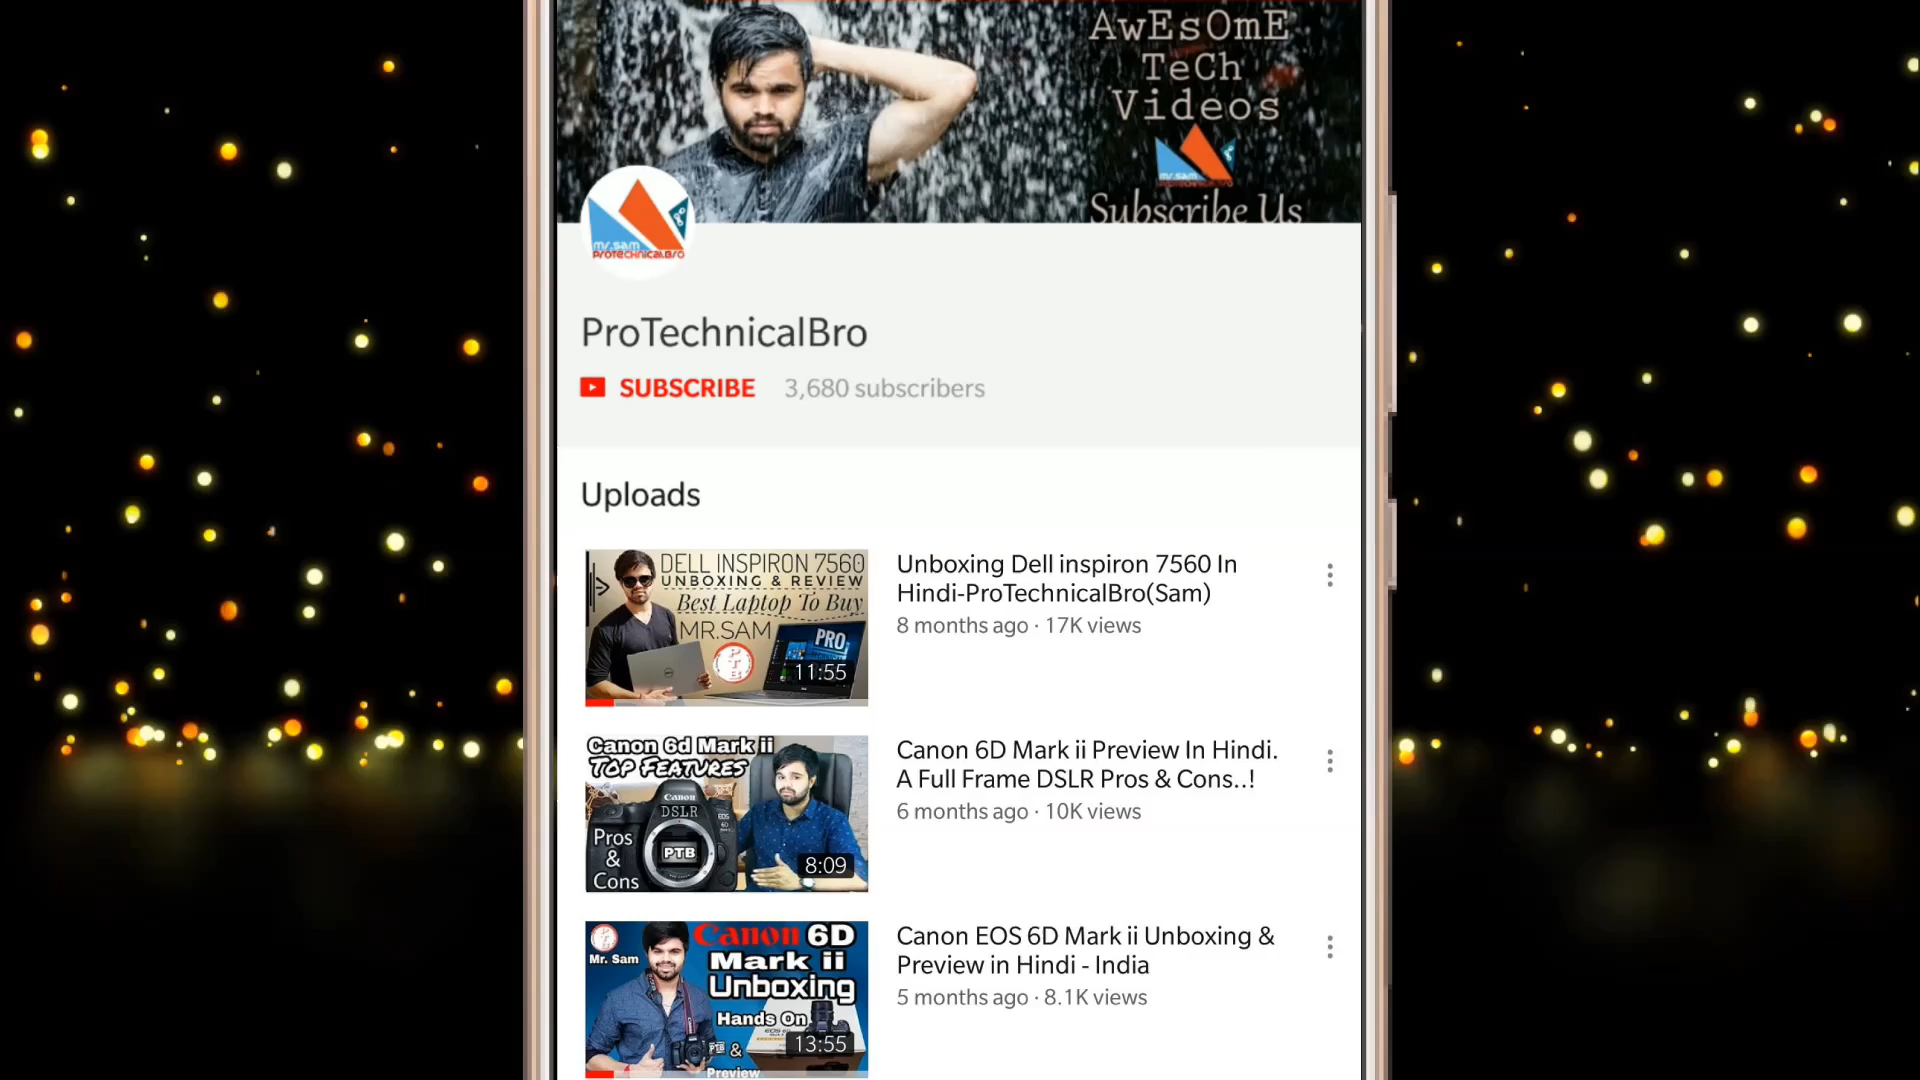 AwEsOmE
TeCh
Videos
Subscribe Us
mr.sam
PROTECHNICALBRO
ProTechnicalBro
SUBSCRIBE 3,680 subscribers
Uploads
DELL INSPIRON 7560
UNBOXING & REVIEW
Best Laptop To Buy
MR.SAM
PRO
PTB
11:55
Unboxing Dell inspiron 7560 In
Hindi-ProTechnicalBro(Sam)
8 months ago · 17K views
Canon 6d Mark ii
Top Features
Canon
DSLR
Pros
&
Cons
PTB
8:09
Canon 6D Mark ii Preview In Hindi.
A Full Frame DSLR Pros & Cons..!
6 months ago · 10K views
Mr. Sam
Canon 6D
Mark ii
Unboxing
Hands On
PTB &
Preview
13:55
Canon EOS 6D Mark ii Unboxing &
Preview in Hindi - India
5 months ago · 8.1K views